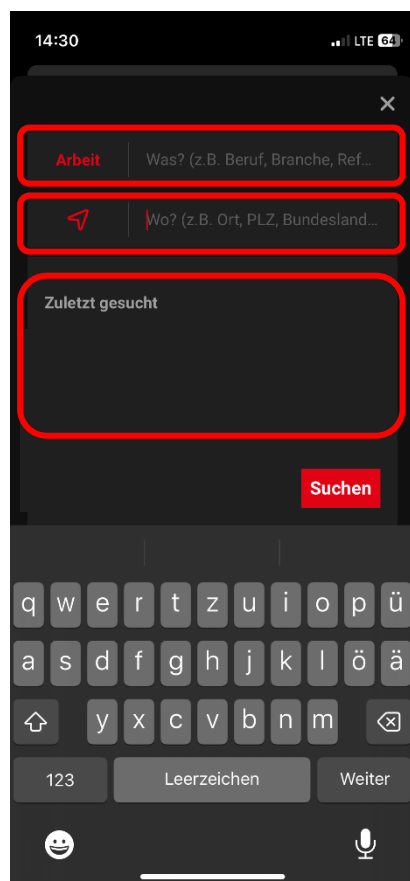 14:30 LTE 64
Arbeit Was? (z.B. Beruf, Branche, Ref...
Wo? (z.B. Ort, PLZ, Bundesland...
Zuletzt gesucht
Suchen
q w e r t z u i o p ü
a s d f g h j k l ö ä
y x c v b n m
123 Leerzeichen Weiter